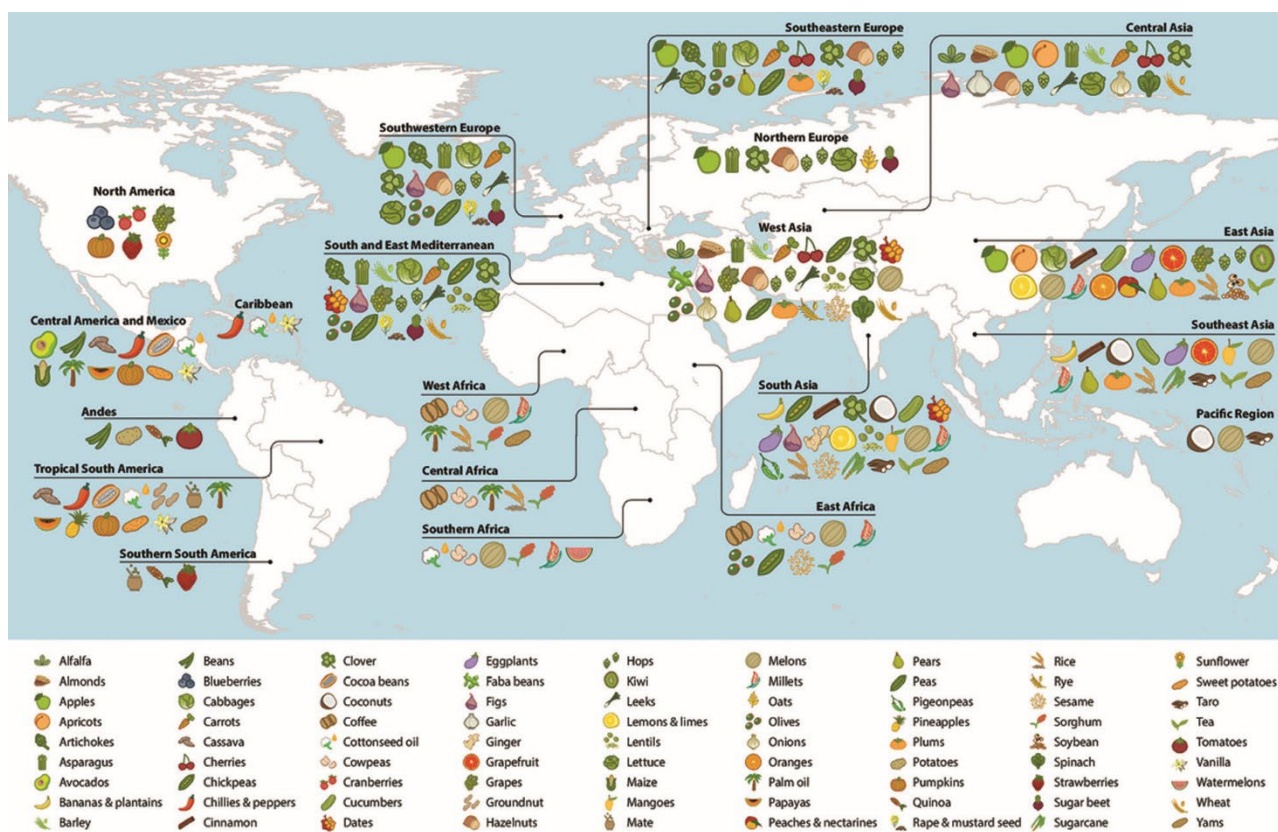 Southeastern Europe
Central Asia
Southwestern Europe
Northern Europe
North America
West Asia
East Asia
South and East Mediterranean
Caribbean
Central America and Mexico
Southeast Asia
West Africa
South Asia
Andes
Pacific Region
Tropical South America
Central Africa
East Africa
Southern Africa
Southern South America
Alfalfa
Almonds
Apples
Apricots
Artichokes
Asparagus
Avocados
Bananas & plantains
Barley
Beans
Blueberries
Cabbages
Carrots
Cassava
Cherries
Chickpeas
Chillies & peppers
Cinnamon
Clover
Cocoa beans
Coconuts
Coffee
Cottonseed oil
Cowpeas
Cranberries
Cucumbers
Dates
Eggplants
Faba beans
Figs
Garlic
Ginger
Grapefruit
Grapes
Groundnut
Hazelnuts
Hops
Kiwi
Leeks
Lemons & limes
Lentils
Lettuce
Maize
Mangoes
Mate
Melons
Millets
Oats
Olives
Onions
Oranges
Palm oil
Papayas
Peaches & nectarines
Pears
Peas
Pigeonpeas
Pineapples
Plums
Potatoes
Pumpkins
Quinoa
Rape & mustard seed
Rice
Rye
Sesame
Sorghum
Soybean
Spinach
Strawberries
Sugar beet
Sugarcane
Sunflower
Sweet potatoes
Taro
Tea
Tomatoes
Vanilla
Watermelons
Wheat
Yams